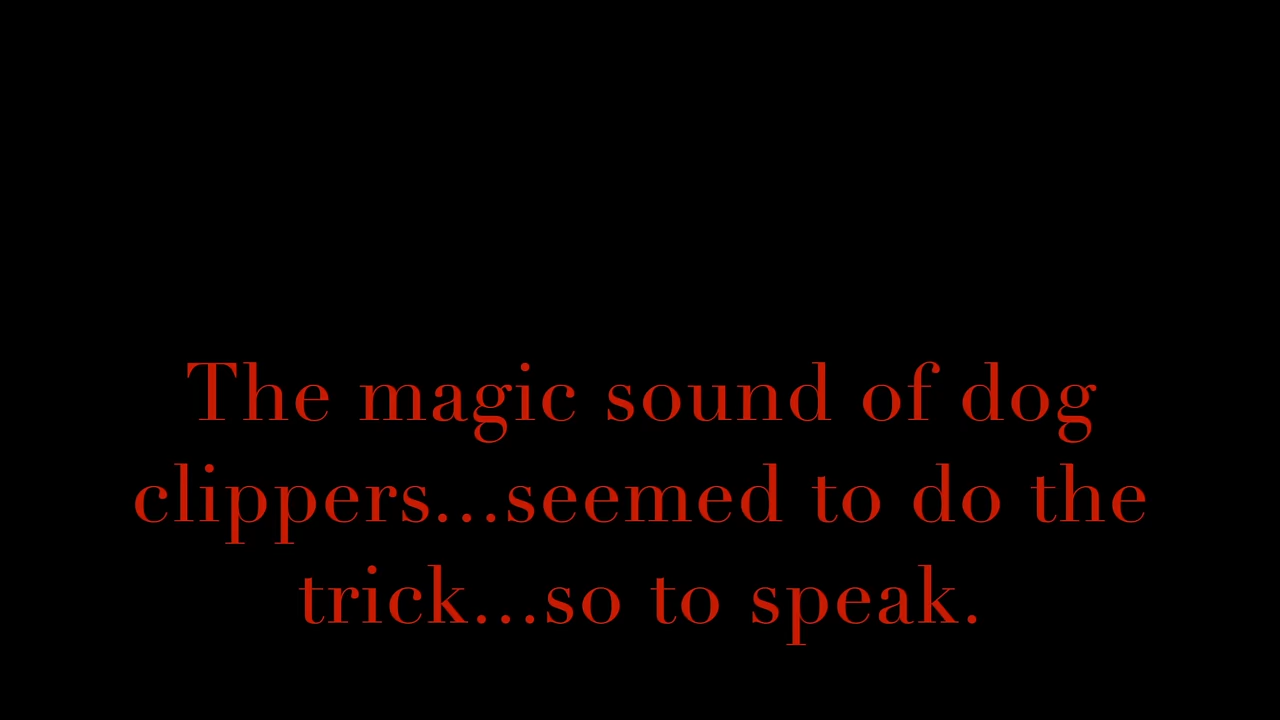 The magic sound of dog
clippers...seemed to do the
trick...so to speak.